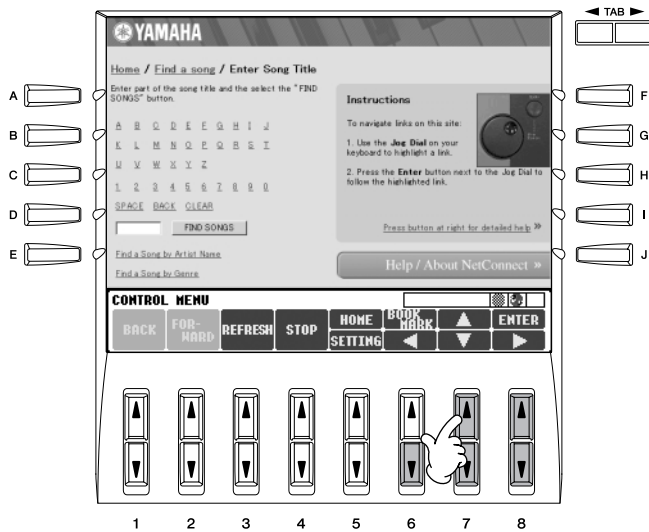 ◄ TAB ►
YAMAHA
Home / Find a song / Enter Song Title
Enter part of the song title and the select the "FIND
SONGS" button.
A B C D E F G H I J
K L M N O P Q R S T
U V W X Y Z
1 2 3 4 5 6 7 8 9 0
SPACE BACK CLEAR
FIND SONGS
Find a Song by Artist Name
Find a Song by Genre
Instructions
To navigate links on this site:
1. Use the Jog Dial on your
keyboard to highlight a link.
2. Press the Enter button next to the Jog Dial to
follow the highlighted link.
Press button at right for detailed help »
Help / About NetConnect »
A
B
C
D
E
F
G
H
I
J
CONTROL MENU
BACK
FOR-
WARD
REFRESH
STOP
HOME
SETTING
BOOK
MARK
ENTER
1 2 3 4 5 6 7 8